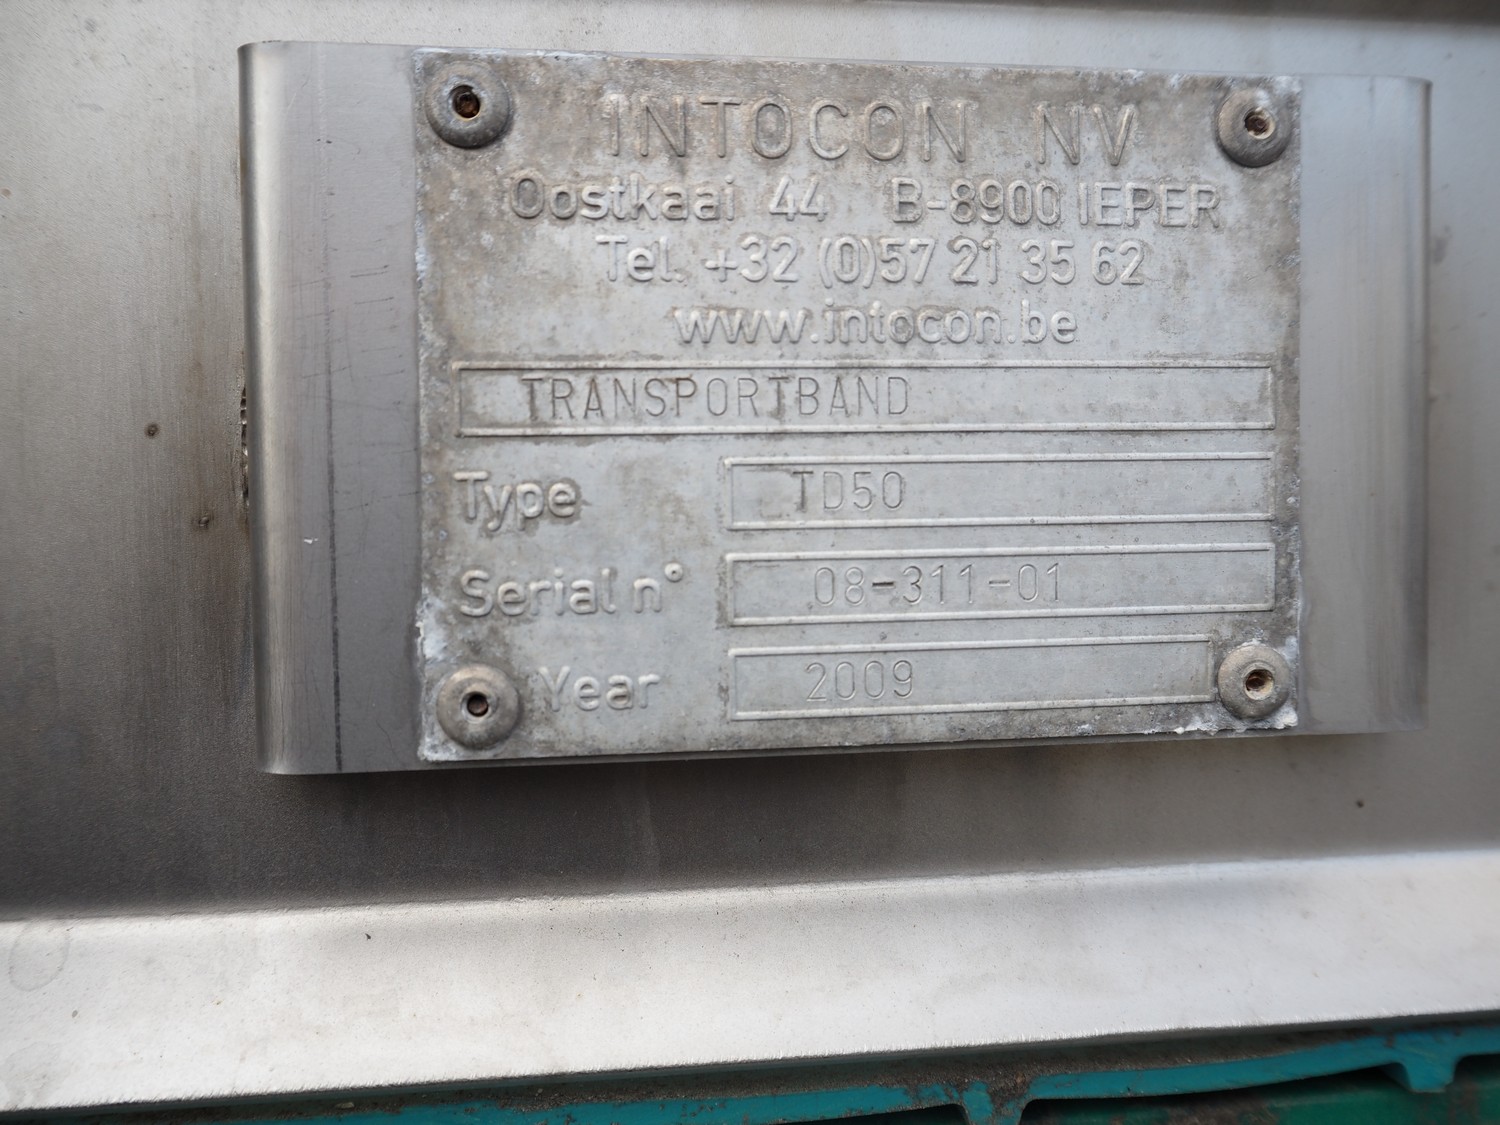 INTOCON NV
Oostkaai 44 B-8900 IEPER
Tel. +32 (0)57 21 35 62
www.intocon.be
TRANSPORTBAND
Type TD50
Serial n° 08-311-01
Year 2009